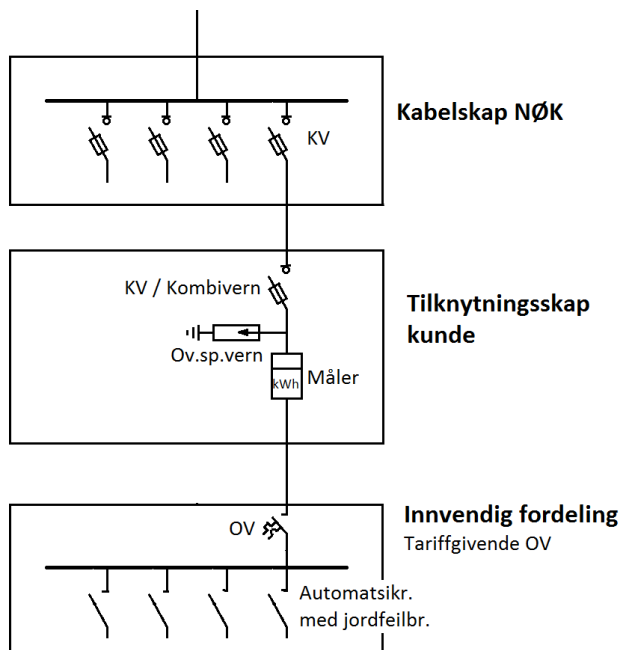 Kabelskap NØK
KV
KV / Kombivern
Tilknytningsskap
kunde
Ov.sp.vern
Måler
kWh
Innvendig fordeling
Tariffgivende OV
OV
Automatsikr.
med jordfeilbr.